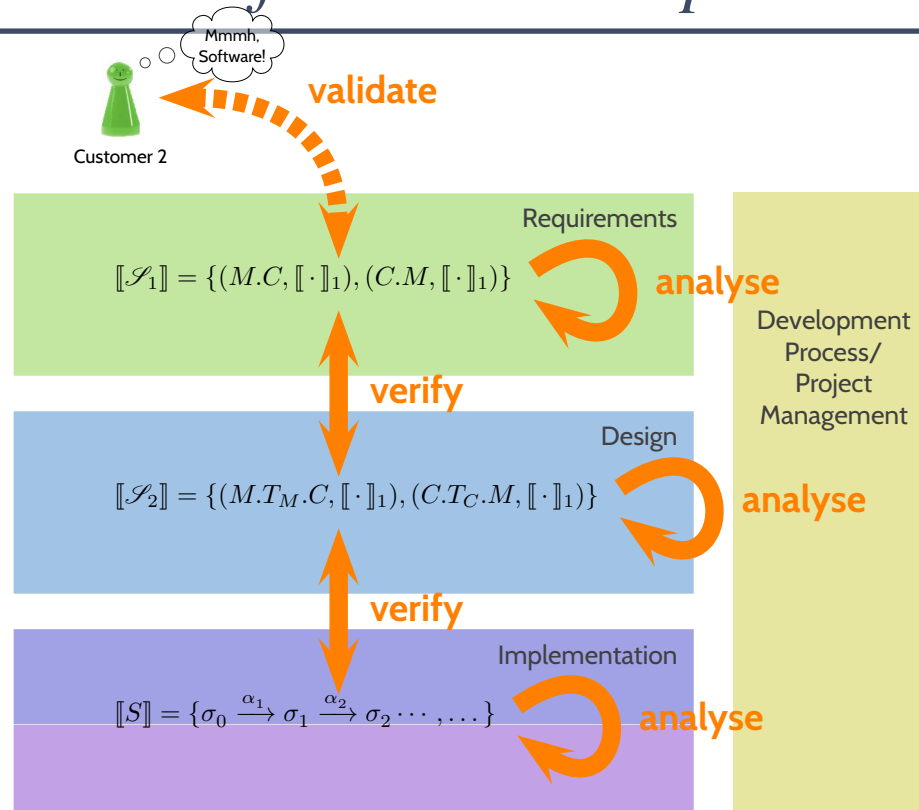 Mmmh,
Software!
validate
Customer 2
Requirements
⟦𝒮₁⟧ = {(M.C, ⟦ · ⟧₁), (C.M, ⟦ · ⟧₁)}
analyse
Development
Process/
Project
Management
verify
Design
⟦𝒮₂⟧ = {(M.T_M.C, ⟦ · ⟧₁), (C.T_C.M, ⟦ · ⟧₁)}
analyse
verify
Implementation
⟦S⟧ = {σ₀ —α₁→ σ₁ —α₂→ σ₂ ⋯ , …}
analyse